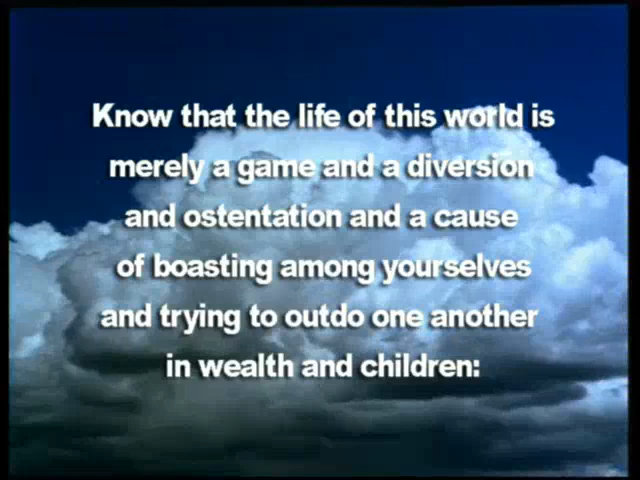 Know that the life of this world is
merely a game and a diversion
and ostentation and a cause
of boasting among yourselves
and trying to outdo one another
in wealth and children: